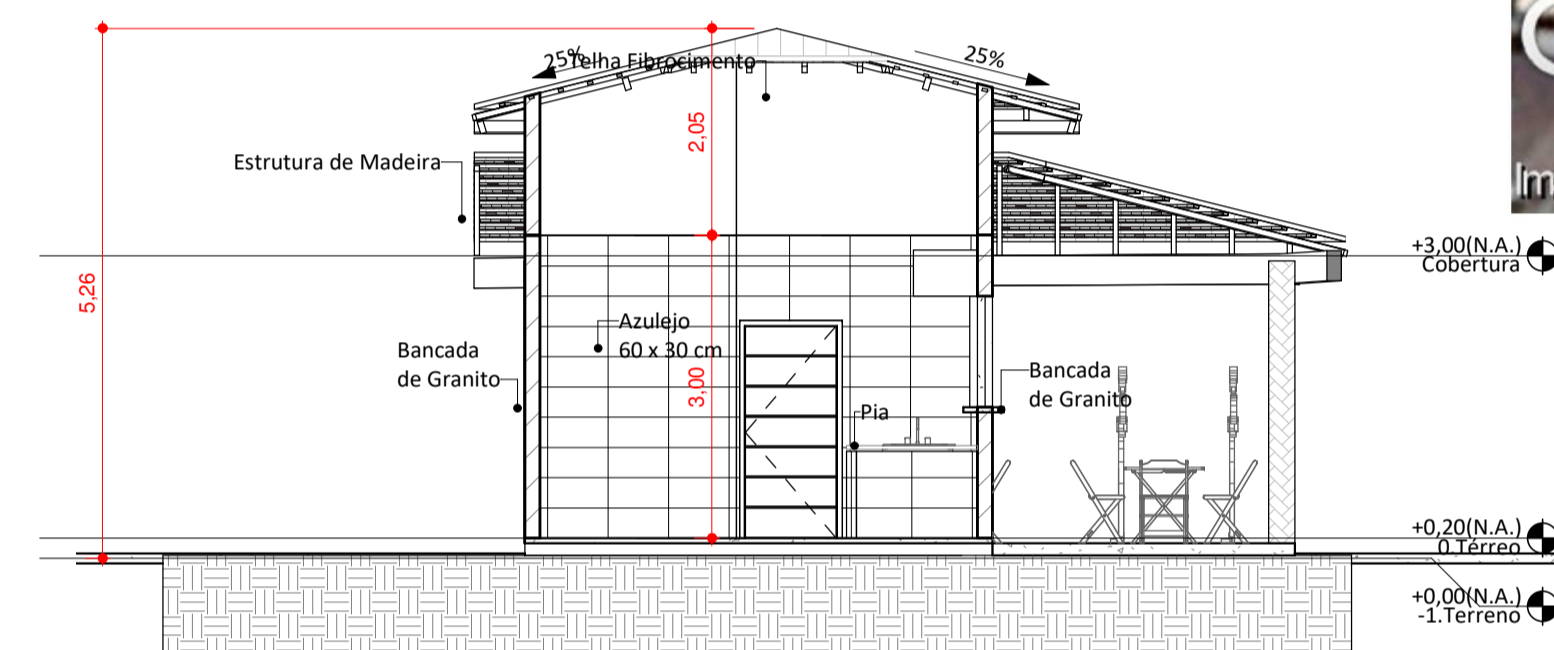 25%
Telha Fibrocimento
25%
2,05
Estrutura de Madeira
+3,00(N.A.)
Cobertura
5,26
Azulejo
60 x 30 cm
Bancada
de Granito
3,00
Bancada
de Granito
Pia
+0,20(N.A.)
0.Térreo
+0,00(N.A.)
-1.Terreno